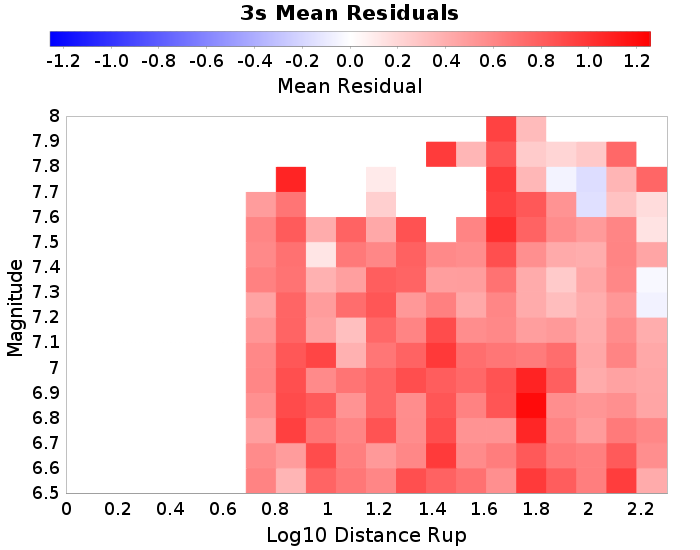 3s Mean Residuals
-1.2 -1.0 -0.8 -0.6 -0.4 -0.2 0.0 0.2 0.4 0.6 0.8 1.0 1.2
Mean Residual
8
7.9
7.8
7.7
7.6
7.5
7.4
7.3
7.2
7.1
7
6.9
6.8
6.7
6.6
6.5
Magnitude
0 0.2 0.4 0.6 0.8 1 1.2 1.4 1.6 1.8 2 2.2
Log10 Distance Rup